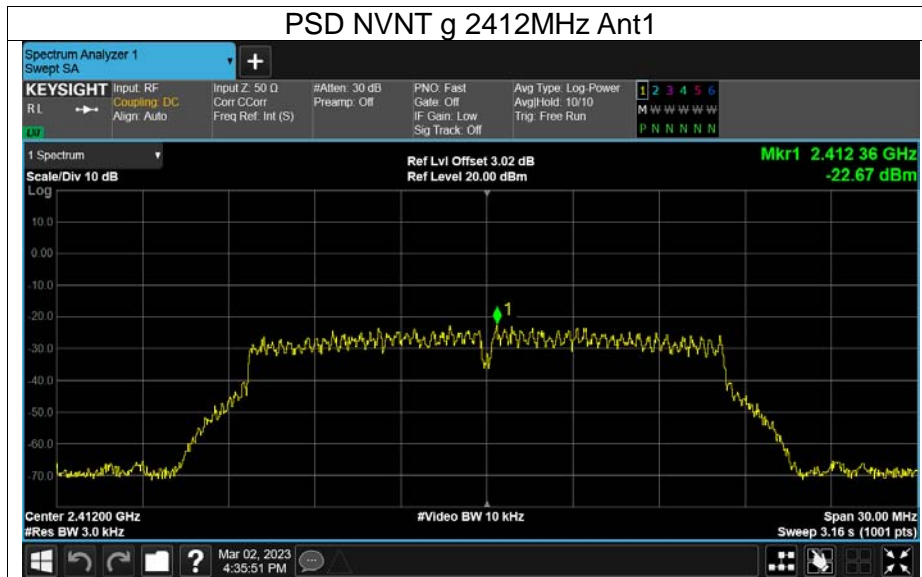 PSD NVNT g 2412MHz Ant1
Spectrum Analyzer 1
Swept SA
+
KEYSIGHT
RL
Input: RF
Coupling: DC
Align: Auto
Input Z: 50 Ω
Corr CCorr
Freq Ref: Int (S)
#Atten: 30 dB
Preamp: Off
PNO: Fast
Gate: Off
IF Gain: Low
Sig Track: Off
Avg Type: Log-Power
Avg|Hold: 10/10
Trig: Free Run
1 2 3 4 5 6
M W W W W W
P N N N N N
LXI
1 Spectrum
Scale/Div 10 dB
Ref Lvl Offset 3.02 dB
Ref Level 20.00 dBm
Mkr1 2.412 36 GHz
-22.67 dBm
Log
10.0
0.00
-10.0
-20.0
-30.0
-40.0
-50.0
-60.0
-70.0
1
Center 2.41200 GHz
#Res BW 3.0 kHz
#Video BW 10 kHz
Span 30.00 MHz
Sweep 3.16 s (1001 pts)
?
Mar 02, 2023
4:35:51 PM